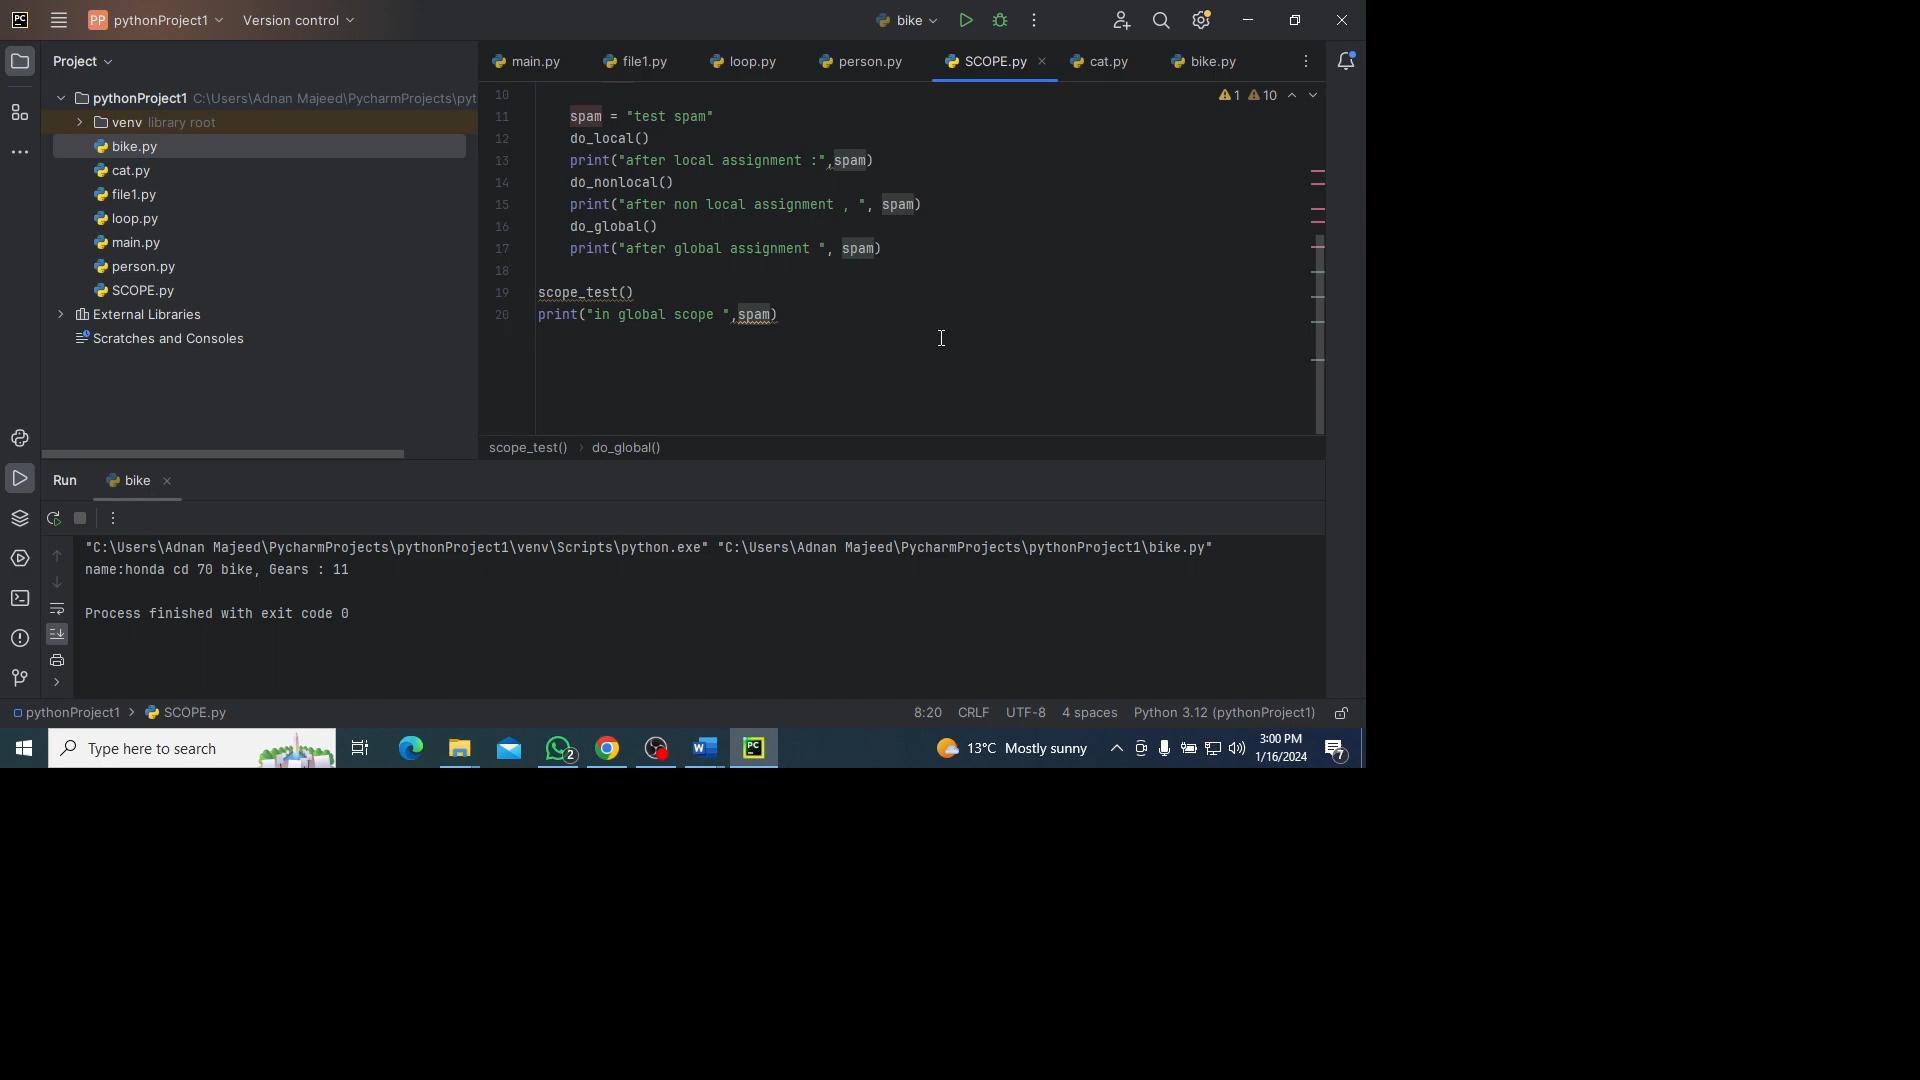 PC PP pythonProject1 Version control bike
Project
main.py file1.py loop.py person.py SCOPE.py cat.py bike.py
pythonProject1 C:\Users\Adnan Majeed\PycharmProjects\pyt
venv library root
bike.py
cat.py
file1.py
loop.py
main.py
person.py
SCOPE.py
External Libraries
Scratches and Consoles
1 10
10
11 spam = "test spam"
12 do_local()
13 print("after local assignment :",spam)
14 do_nonlocal()
15 print("after non local assignment , ", spam)
16 do_global()
17 print("after global assignment ", spam)
18
19 scope_test()
20 print("in global scope ",spam)
scope_test() do_global()
Run bike
"C:\Users\Adnan Majeed\PycharmProjects\pythonProject1\venv\Scripts\python.exe" "C:\Users\Adnan Majeed\PycharmProjects\pythonProject1\bike.py"
name:honda cd 70 bike, Gears : 11
Process finished with exit code 0
pythonProject1 SCOPE.py 8:20 CRLF UTF-8 4 spaces Python 3.12 (pythonProject1)
Type here to search 2 W PC 13°C Mostly sunny 3:00 PM
1/16/2024 7